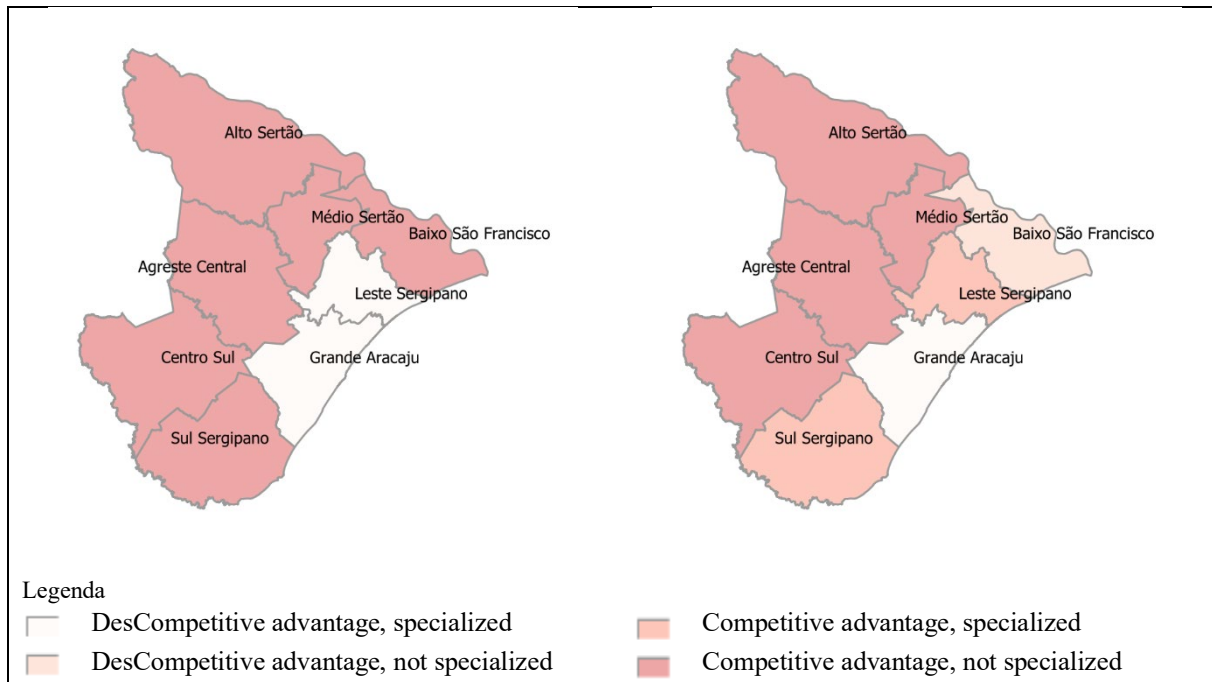 Alto Sertão
Médio Sertão
Baixo São Francisco
Agreste Central
Leste Sergipano
Centro Sul
Grande Aracaju
Sul Sergipano
Alto Sertão
Médio Sertão
Baixo São Francisco
Agreste Central
Leste Sergipano
Centro Sul
Grande Aracaju
Sul Sergipano
Legenda
DesCompetitive advantage, specialized
DesCompetitive advantage, not specialized
Competitive advantage, specialized
Competitive advantage, not specialized